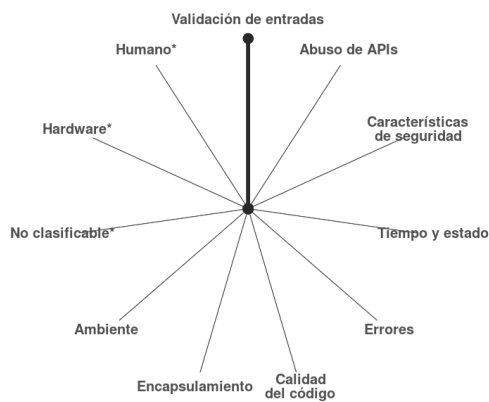 Validación de entradas
Humano*
Abuso de APIs
Hardware*
Características
de seguridad
No clasificable*
Tiempo y estado
Ambiente
Errores
Encapsulamiento
Calidad
del código